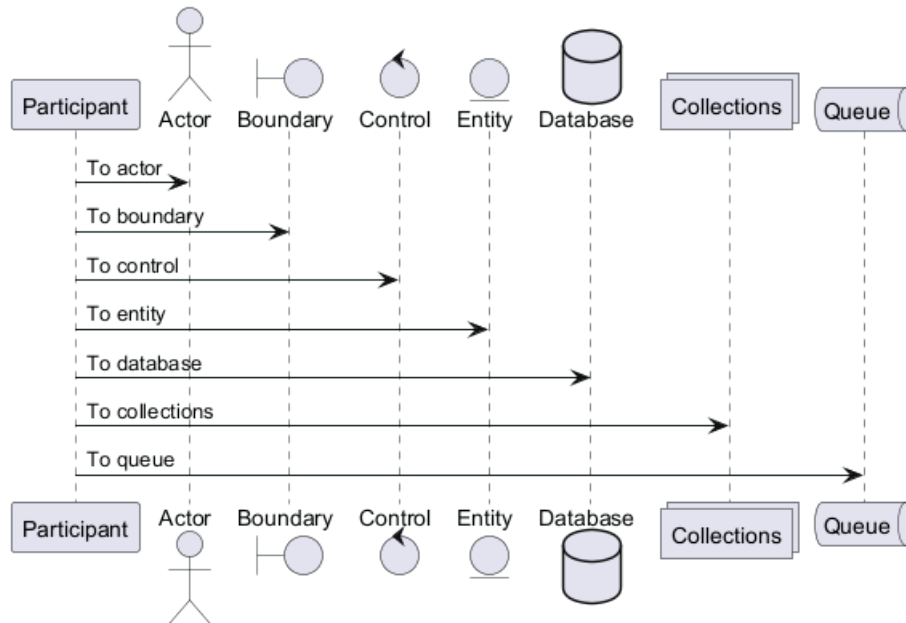 Participant
Actor
Boundary
Control
Entity
Database
Collections
Queue
To actor
To boundary
To control
To entity
To database
To collections
To queue
Participant
Actor
Boundary
Control
Entity
Database
Collections
Queue